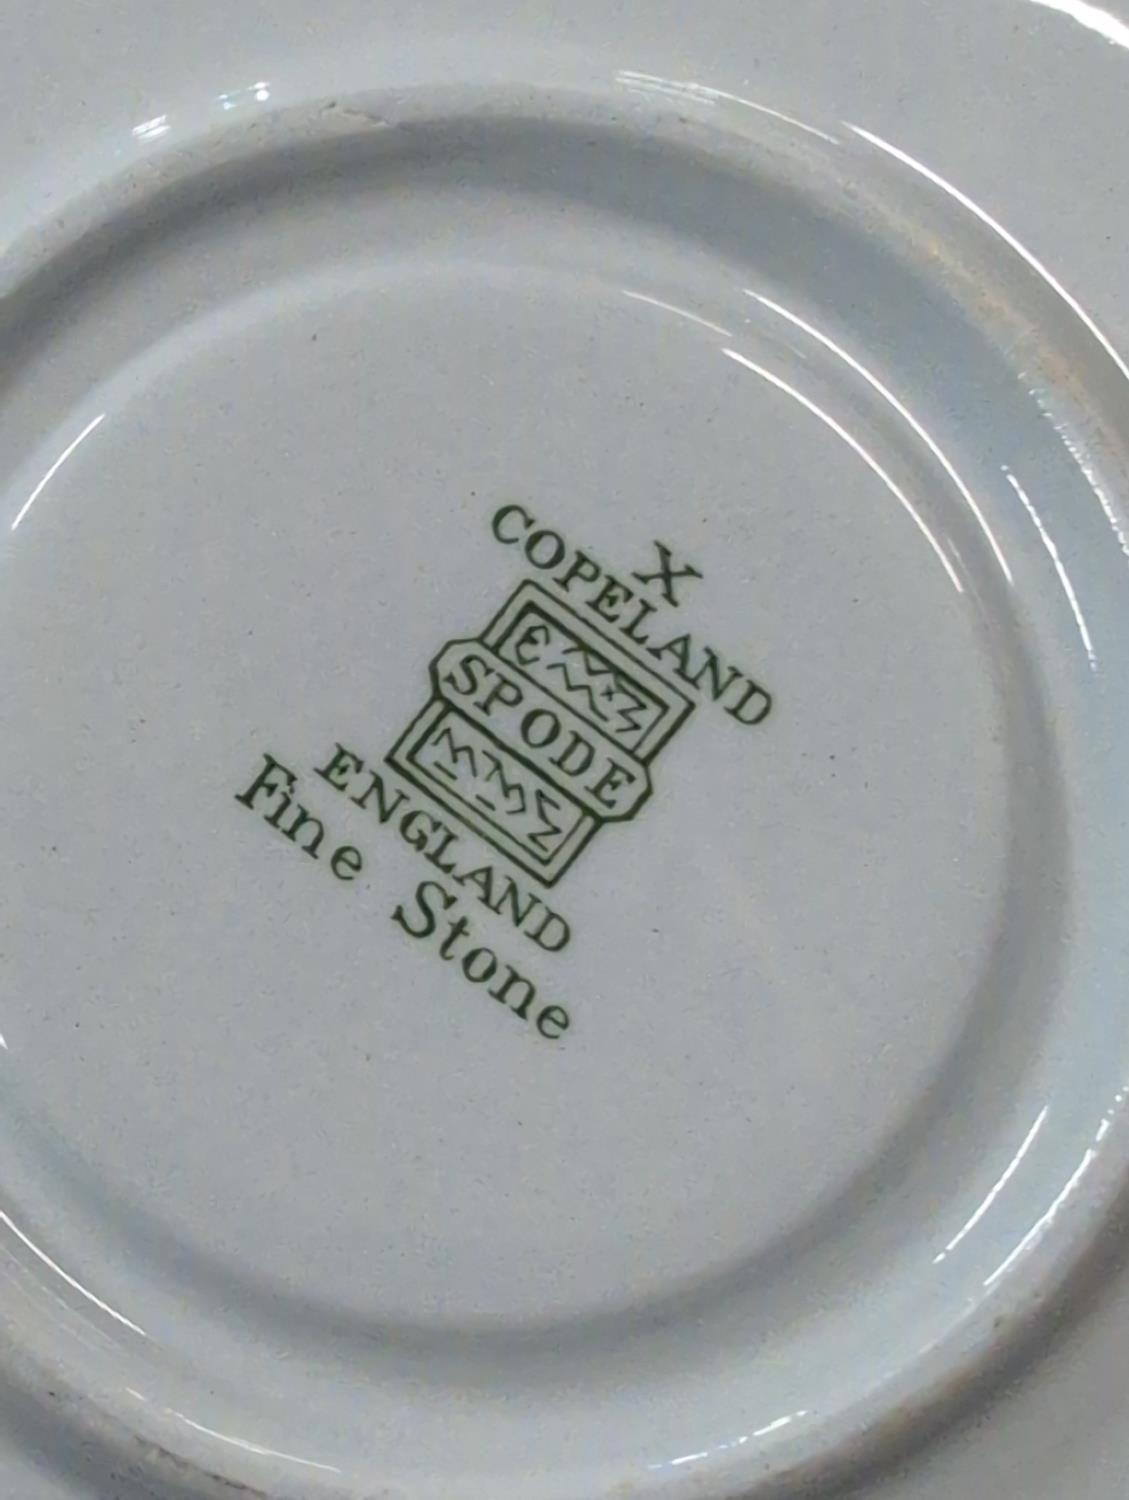 X
COPELAND
SPODE
ENGLAND
Fine Stone